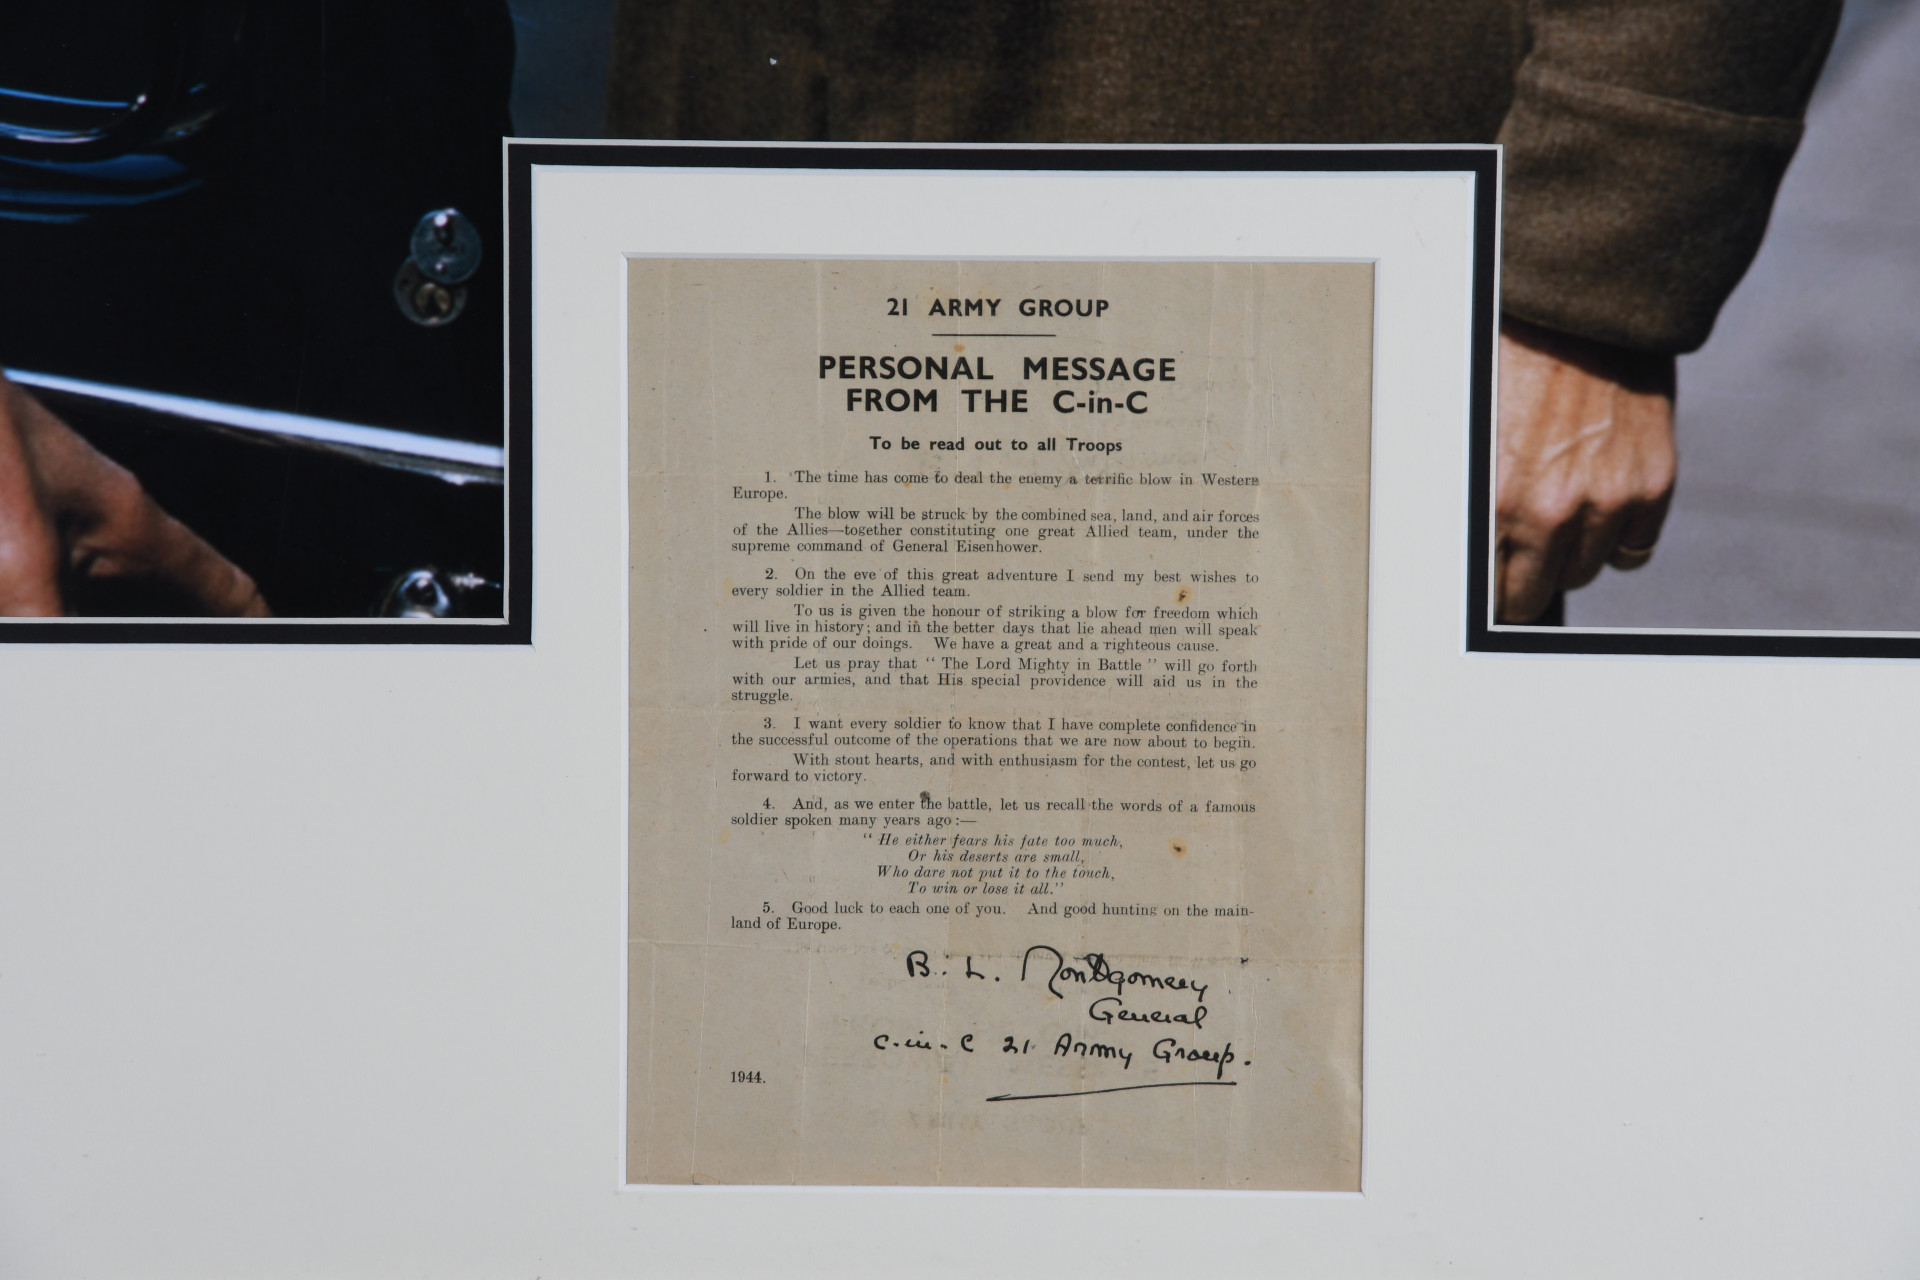 21 ARMY GROUP
PERSONAL MESSAGE
FROM THE C-in-C
To be read out to all Troops
1. The time has come to deal the enemy a terrific blow in Western
Europe.
The blow will be struck by the combined sea, land, and air forces
of the Allies—together constituting one great Allied team, under the
supreme command of General Eisenhower.
2. On the eve of this great adventure I send my best wishes to
every soldier in the Allied team.
To us is given the honour of striking a blow for freedom which
will live in history; and in the better days that lie ahead men will speak
with pride of our doings. We have a great and a righteous cause.
Let us pray that “ The Lord Mighty in Battle ” will go forth
with our armies, and that His special providence will aid us in the
struggle.
3. I want every soldier to know that I have complete confidence in
the successful outcome of the operations that we are now about to begin.
With stout hearts, and with enthusiasm for the contest, let us go
forward to victory.
4. And, as we enter the battle, let us recall the words of a famous
soldier spoken many years ago :—
“ He either fears his fate too much,
Or his deserts are small,
Who dare not put it to the touch,
To win or lose it all.”
5. Good luck to each one of you. And good hunting on the main-
land of Europe.
B. L. Montgomery
General
C-in-C 21 Army Group.
1944.